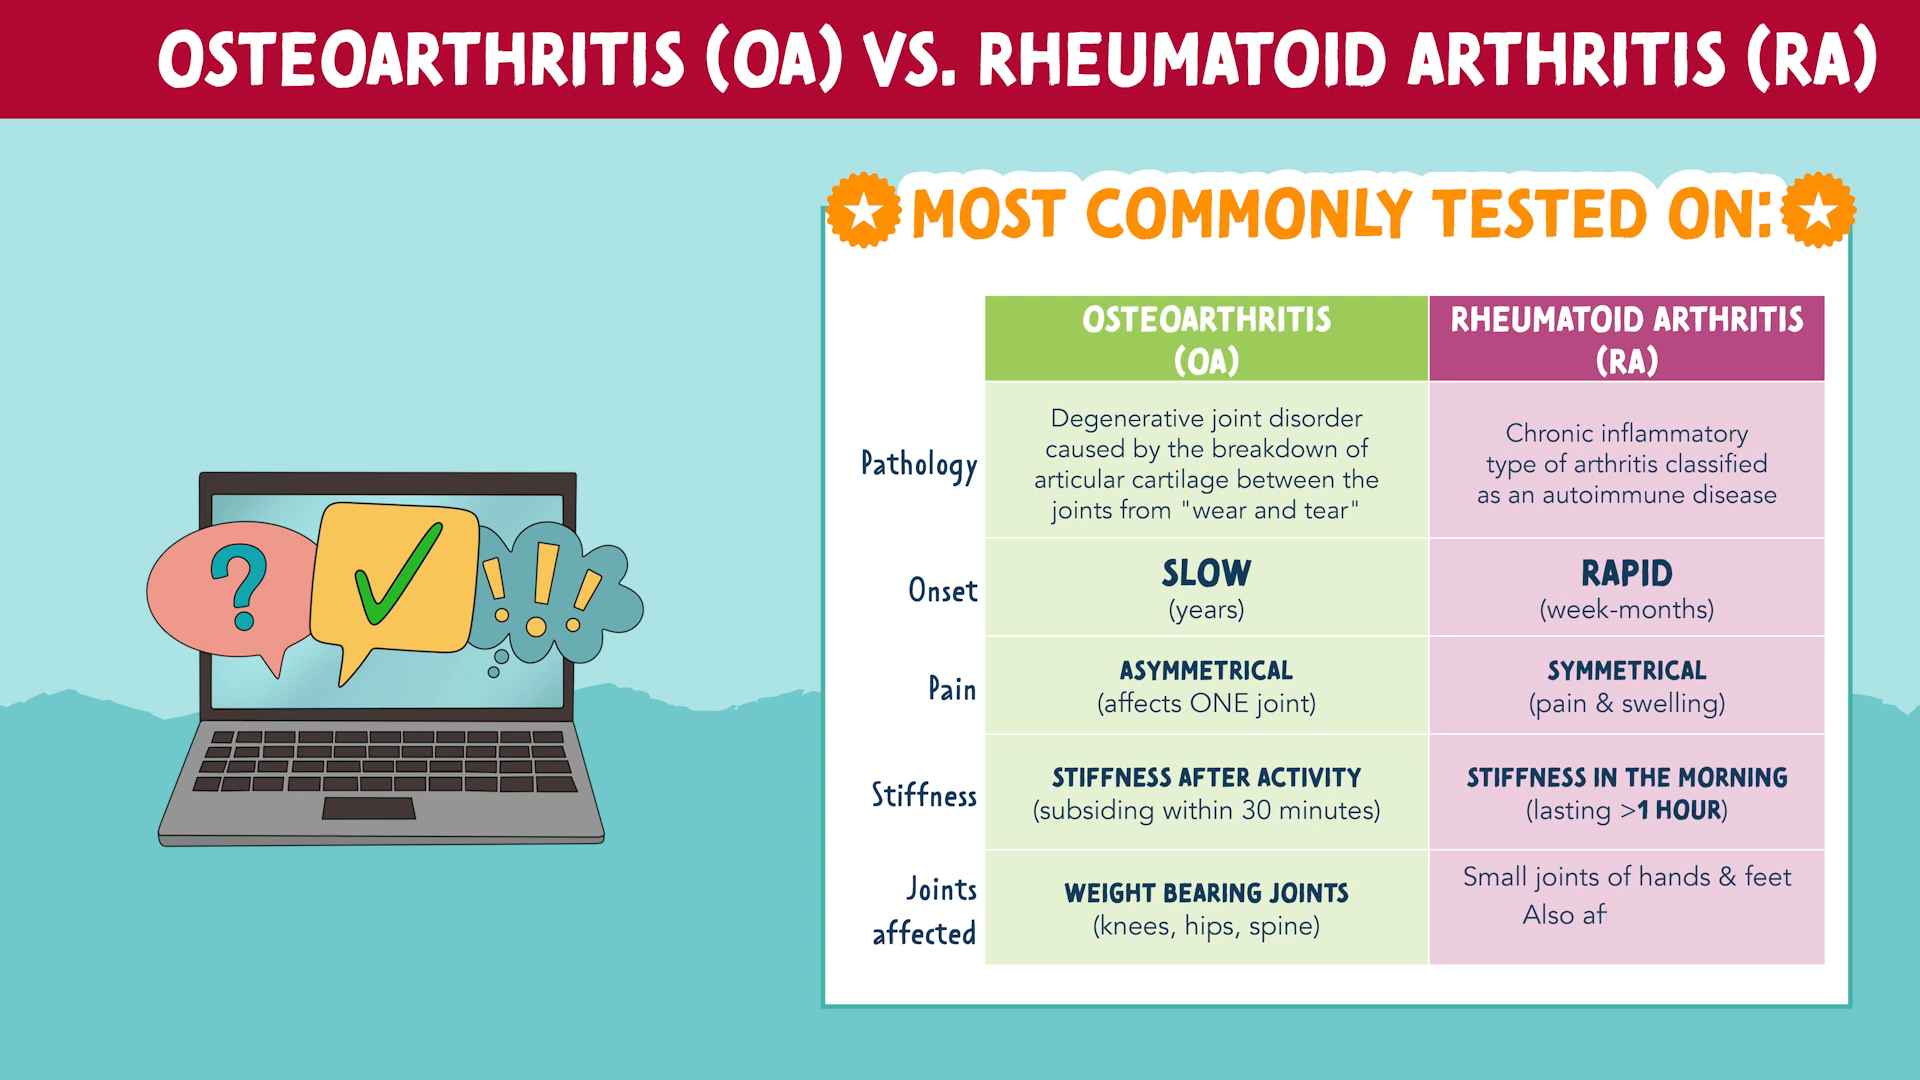 OSTEOARTHRITIS (OA) VS. RHEUMATOID ARTHRITIS (RA)
MOST COMMONLY TESTED ON:
OSTEOARTHRITIS
(OA)
RHEUMATOID ARTHRITIS
(RA)
Pathology
Degenerative joint disorder
caused by the breakdown of
articular cartilage between the
joints from "wear and tear"
Chronic inflammatory
type of arthritis classified
as an autoimmune disease
Onset
SLOW
(years)
RAPID
(week-months)
Pain
ASYMMETRICAL
(affects ONE joint)
SYMMETRICAL
(pain & swelling)
Stiffness
STIFFNESS AFTER ACTIVITY
(subsiding within 30 minutes)
STIFFNESS IN THE MORNING
(lasting >1 HOUR)
Joints
affected
WEIGHT BEARING JOINTS
(knees, hips, spine)
Small joints of hands & feet
Also af